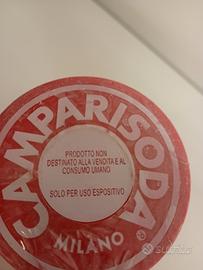 CAMPARISODA
PRODOTTO NON
DESTINATO ALLA VENDITA E AL
CONSUMO UMANO
SOLO PER USO ESPOSITIVO
MILANO
®
subito